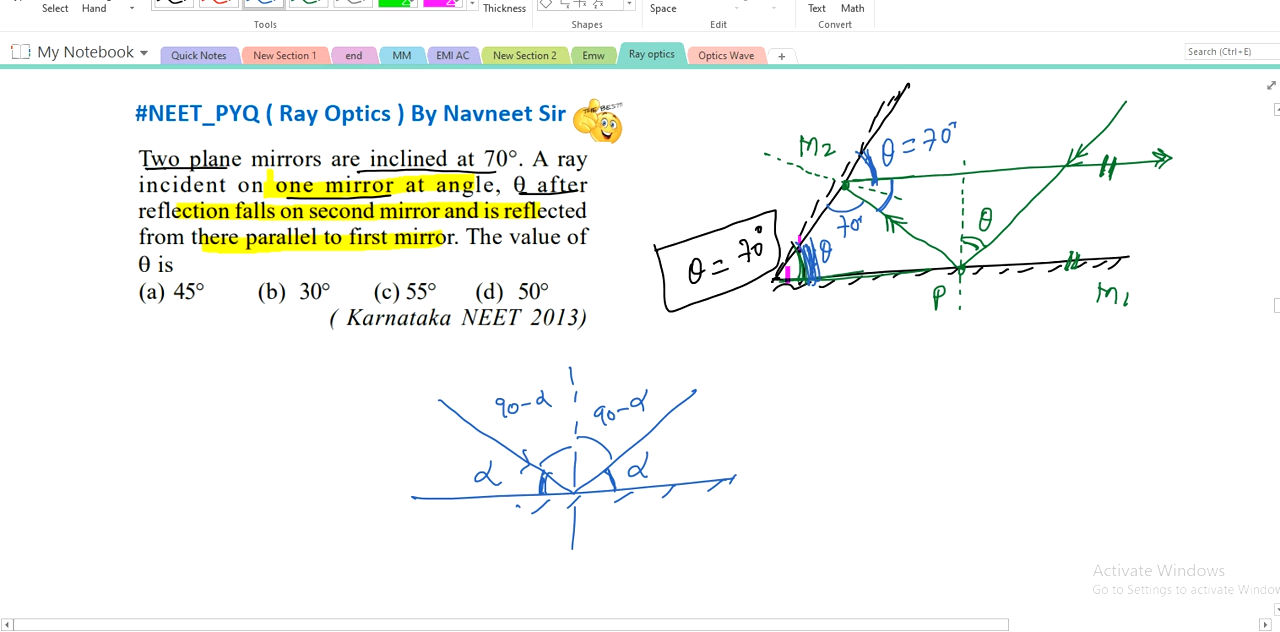 Select Hand Thickness Space Text Math
Tools Shapes Edit Convert
My Notebook Quick Notes New Section 1 end MM EMI AC New Section 2 Emw Ray optics Optics Wave + Search (Ctrl+E)
#NEET_PYQ ( Ray Optics ) By Navneet Sir
THE BEST!
Two plane mirrors are inclined at 70°. A ray
incident on one mirror at angle, θ after
reflection falls on second mirror and is reflected
from there parallel to first mirror. The value of
θ is
(a) 45° (b) 30° (c) 55° (d) 50°
( Karnataka NEET 2013)
M2
θ = 70°
70°
θ
θ
θ = 70°
P
M1
90-α 90-α
α α
Activate Windows
Go to Settings to activate Window